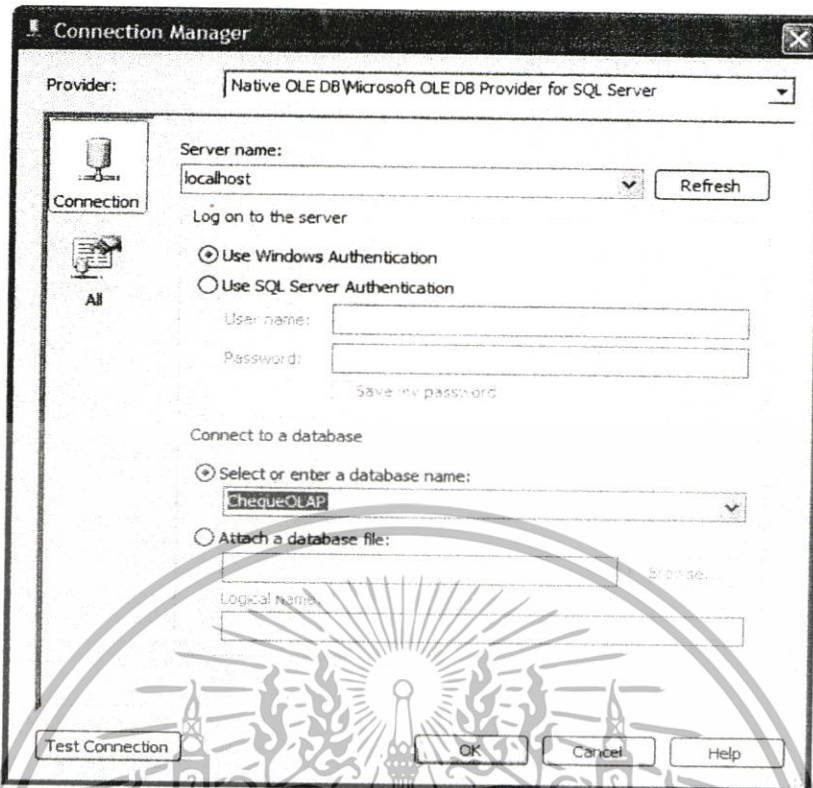 Connection Manager
Provider: Native OLE DB\Microsoft OLE DB Provider for SQL Server
Server name:
localhost Refresh
Connection
Log on to the server
Use Windows Authentication
Use SQL Server Authentication
All
User name:
Password:
Save my password
Connect to a database
Select or enter a database name:
ChequeOLAP
Attach a database file:
Browse...
Logical name:
Test Connection OK Cancel Help